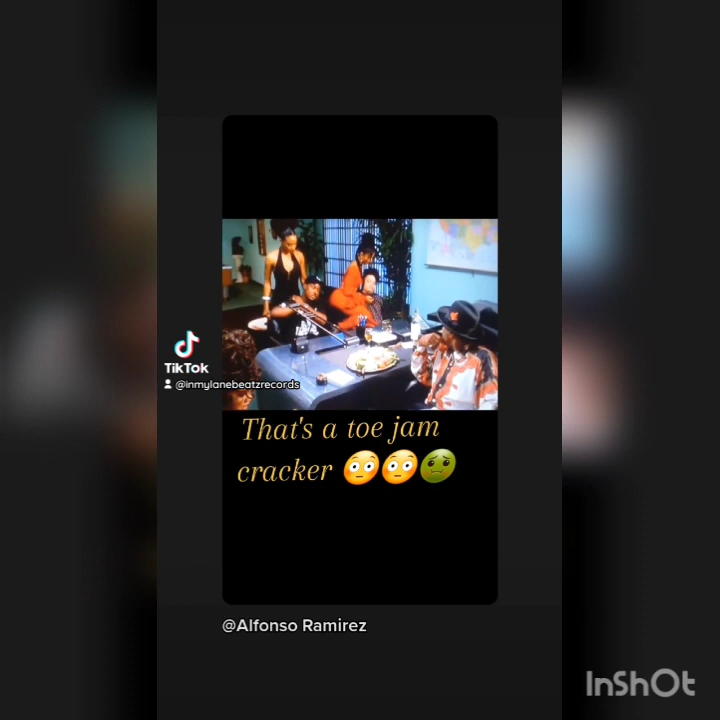 TikTok
@inmylanebeatzrecords
That's a toe jam
cracker 😳😳🤢
@Alfonso Ramirez
InShOt